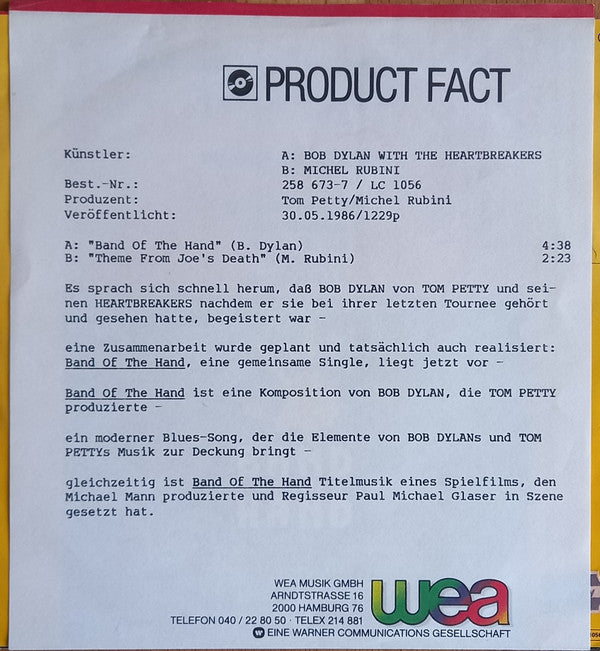 PRODUCT FACT
Künstler: A: BOB DYLAN WITH THE HEARTBREAKERS
B: MICHEL RUBINI
Best.-Nr.: 258 673-7 / LC 1056
Produzent: Tom Petty/Michel Rubini
Veröffentlicht: 30.05.1986/1229p
A: "Band Of The Hand" (B. Dylan) 4:38
B: "Theme From Joe's Death" (M. Rubini) 2:23
Es sprach sich schnell herum, daß BOB DYLAN von TOM PETTY und sei-
nen HEARTBREAKERS nachdem er sie bei ihrer letzten Tournee gehört
und gesehen hatte, begeistert war –
eine Zusammenarbeit wurde geplant und tatsächlich auch realisiert:
Band Of The Hand, eine gemeinsame Single, liegt jetzt vor –
Band Of The Hand ist eine Komposition von BOB DYLAN, die TOM PETTY
produzierte –
ein moderner Blues-Song, der die Elemente von BOB DYLANs und TOM
PETTYs Musik zur Deckung bringt –
gleichzeitig ist Band Of The Hand Titelmusik eines Spielfilms, den
Michael Mann produzierte und Regisseur Paul Michael Glaser in Szene
gesetzt hat.
WEA MUSIK GMBH
ARNDTSTRASSE 16
2000 HAMBURG 76
TELEFON 040 / 22 80 50 · TELEX 214 881
EINE WARNER COMMUNICATIONS GESELLSCHAFT
wea